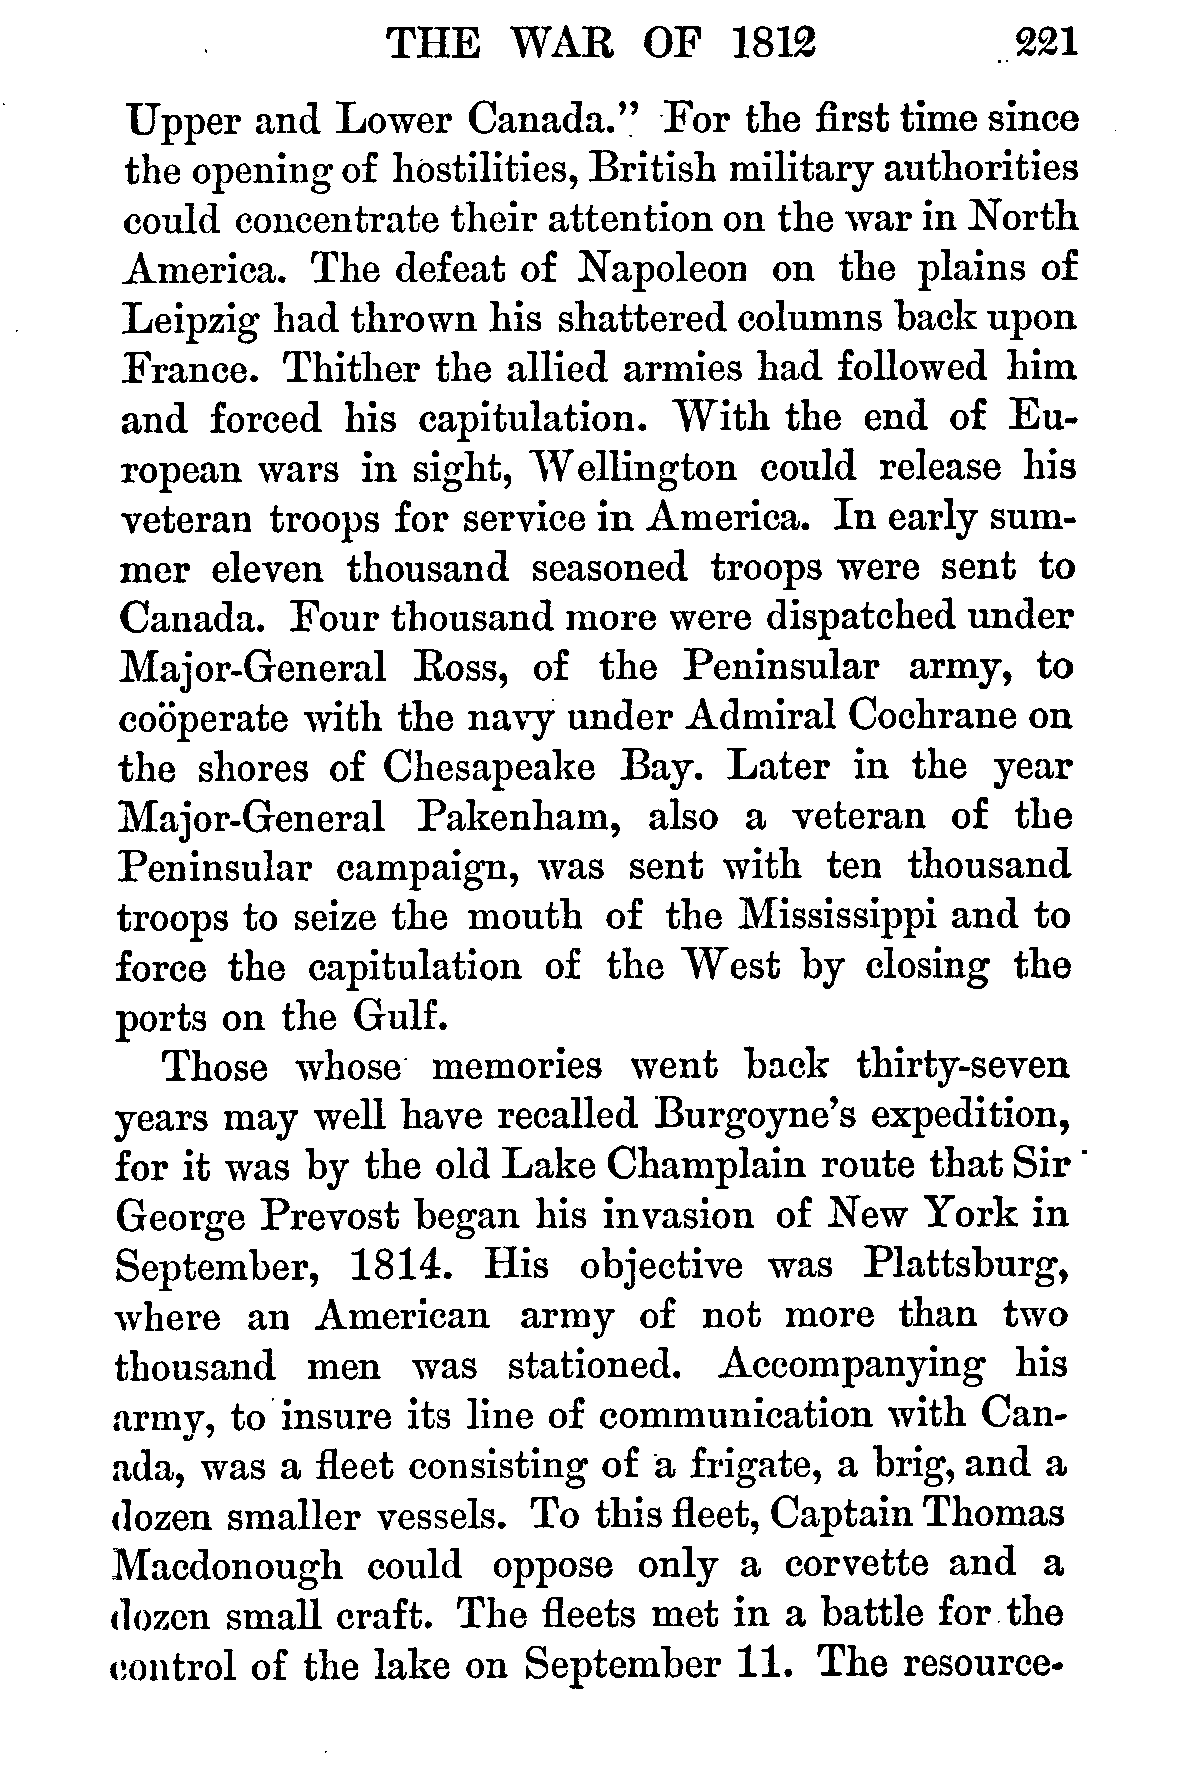 THE WAR OF 1812 221
Upper and Lower Canada." For the first time since
the opening of hostilities, British military authorities
could concentrate their attention on the war in North
America. The defeat of Napoleon on the plains of
Leipzig had thrown his shattered columns back upon
France. Thither the allied armies had followed him
and forced his capitulation. With the end of Eu-
ropean wars in sight, Wellington could release his
veteran troops for service in America. In early sum-
mer eleven thousand seasoned troops were sent to
Canada. Four thousand more were dispatched under
Major-General Ross, of the Peninsular army, to
coöperate with the navy under Admiral Cochrane on
the shores of Chesapeake Bay. Later in the year
Major-General Pakenham, also a veteran of the
Peninsular campaign, was sent with ten thousand
troops to seize the mouth of the Mississippi and to
force the capitulation of the West by closing the
ports on the Gulf.
Those whose memories went back thirty-seven
years may well have recalled Burgoyne's expedition,
for it was by the old Lake Champlain route that Sir
George Prevost began his invasion of New York in
September, 1814. His objective was Plattsburg,
where an American army of not more than two
thousand men was stationed. Accompanying his
army, to insure its line of communication with Can-
ada, was a fleet consisting of a frigate, a brig, and a
dozen smaller vessels. To this fleet, Captain Thomas
Macdonough could oppose only a corvette and a
dozen small craft. The fleets met in a battle for the
control of the lake on September 11. The resource-